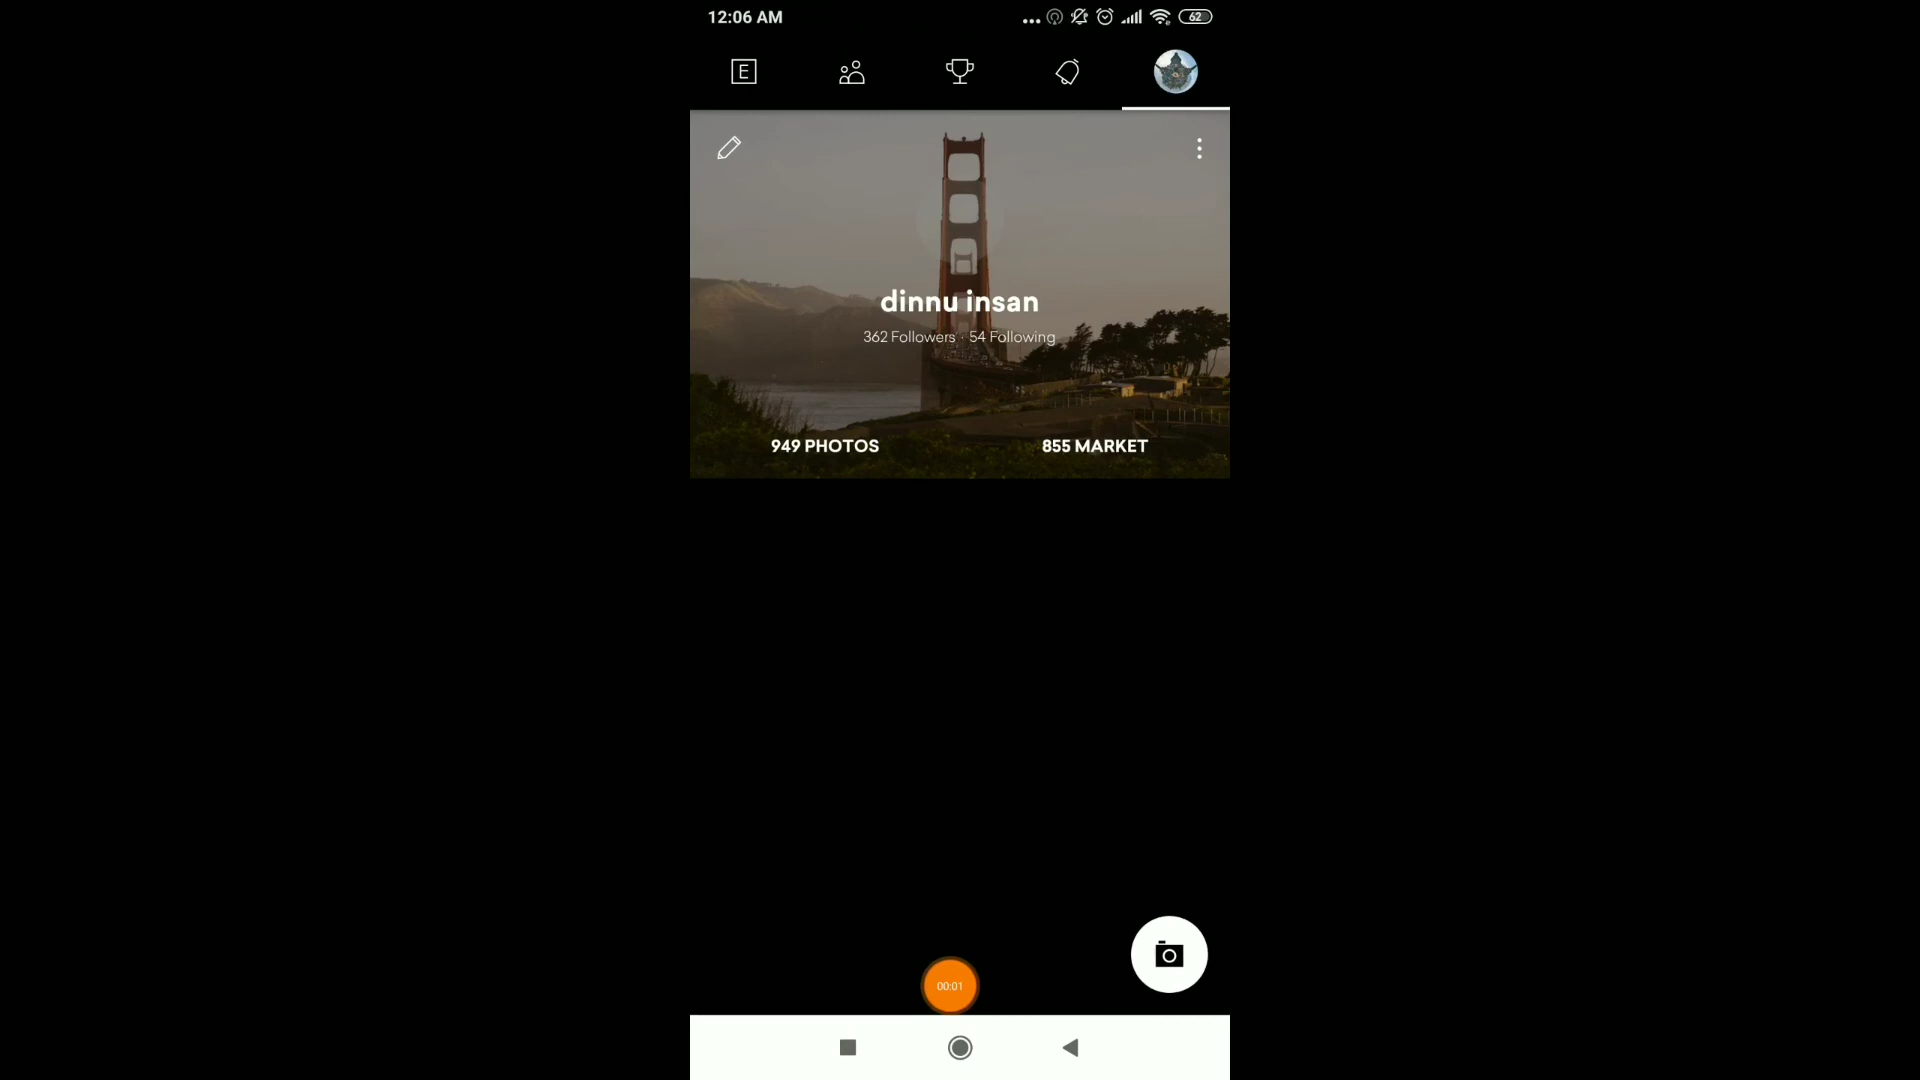 12:06 AM
62
E
dinnu insan
362 Followers · 54 Following
949 PHOTOS
855 MARKET
00:01